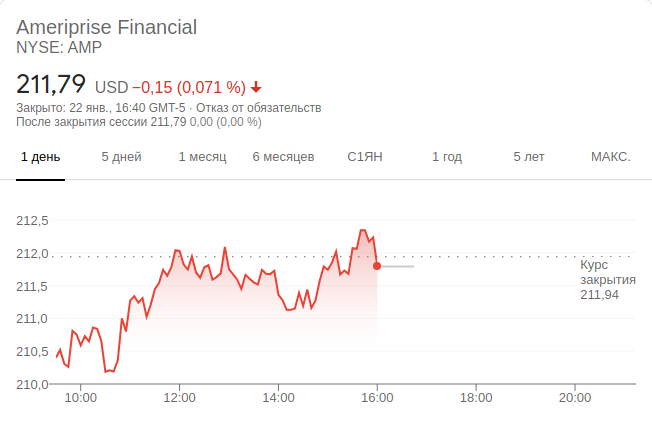 Ameriprise Financial
NYSE: AMP
211,79 USD −0,15 (0,071 %)
Закрыто: 22 янв., 16:40 GMT-5 · Отказ от обязательств
После закрытия сессии 211,79 0,00 (0,00 %)
1 день 5 дней 1 месяц 6 месяцев С1ЯН 1 год 5 лет МАКС.
212,5
212,0
211,5
211,0
210,5
210,0
Курс
закрытия
211,94
10:00 12:00 14:00 16:00 18:00 20:00